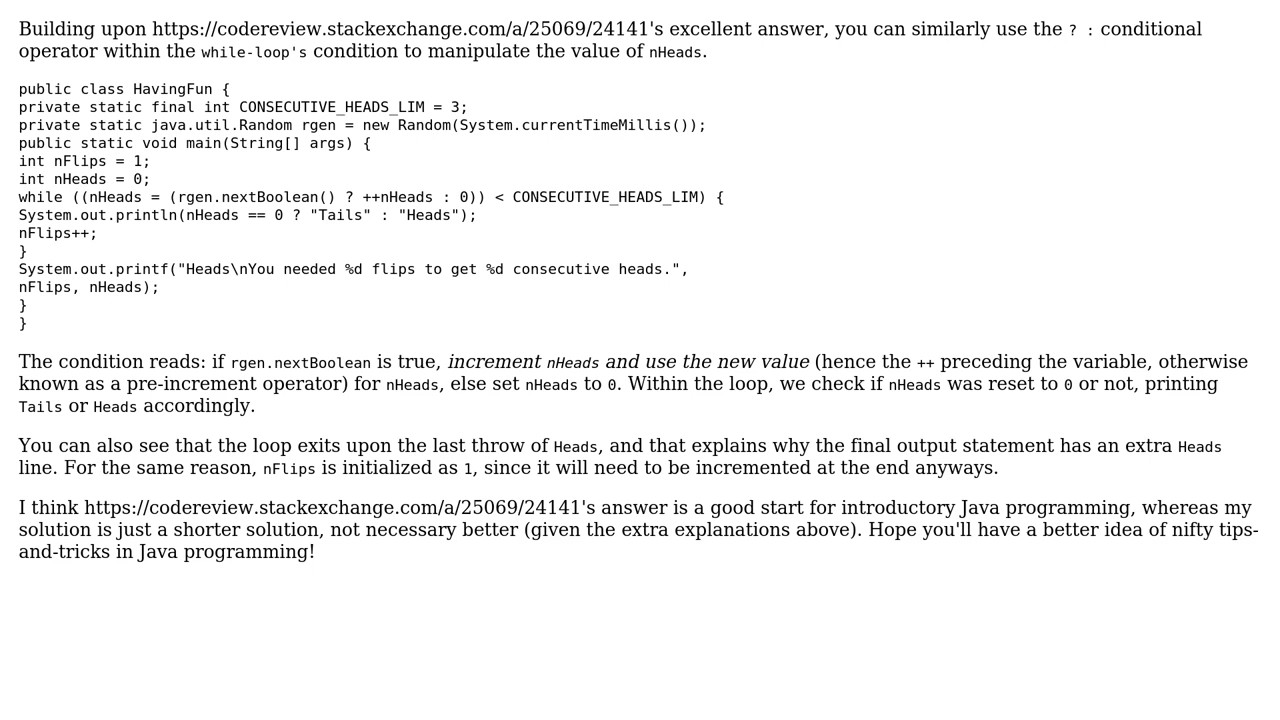 Building upon https://codereview.stackexchange.com/a/25069/24141's excellent answer, you can similarly use the ? : conditional
operator within the while-loop's condition to manipulate the value of nHeads.
public class HavingFun {
private static final int CONSECUTIVE_HEADS_LIM = 3;
private static java.util.Random rgen = new Random(System.currentTimeMillis());
public static void main(String[] args) {
int nFlips = 1;
int nHeads = 0;
while ((nHeads = (rgen.nextBoolean() ? ++nHeads : 0)) < CONSECUTIVE_HEADS_LIM) {
System.out.println(nHeads == 0 ? "Tails" : "Heads");
nFlips++;
}
System.out.printf("Heads\nYou needed %d flips to get %d consecutive heads.",
nFlips, nHeads);
}
}
The condition reads: if rgen.nextBoolean is true, increment nHeads and use the new value (hence the ++ preceding the variable, otherwise
known as a pre-increment operator) for nHeads, else set nHeads to 0. Within the loop, we check if nHeads was reset to 0 or not, printing
Tails or Heads accordingly.
You can also see that the loop exits upon the last throw of Heads, and that explains why the final output statement has an extra Heads
line. For the same reason, nFlips is initialized as 1, since it will need to be incremented at the end anyways.
I think https://codereview.stackexchange.com/a/25069/24141's answer is a good start for introductory Java programming, whereas my
solution is just a shorter solution, not necessary better (given the extra explanations above). Hope you'll have a better idea of nifty tips-
and-tricks in Java programming!